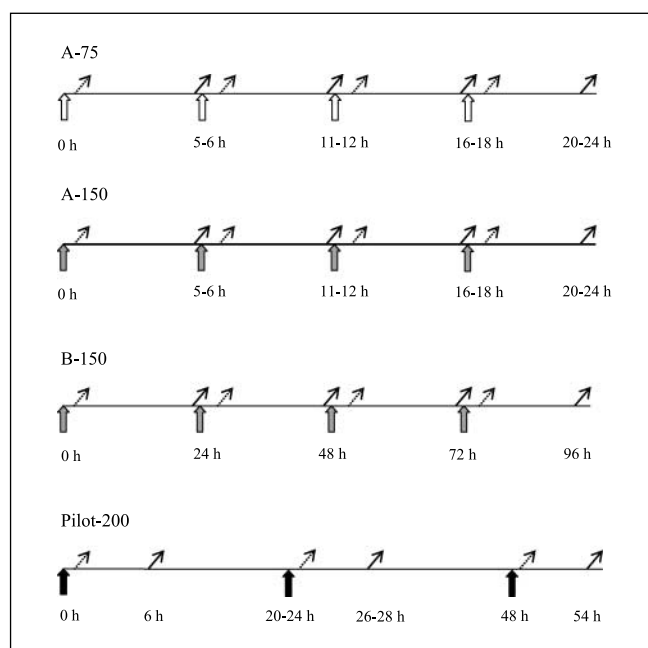 A-75
0 h 5-6 h 11-12 h 16-18 h 20-24 h
A-150
0 h 5-6 h 11-12 h 16-18 h 20-24 h
B-150
0 h 24 h 48 h 72 h 96 h
Pilot-200
0 h 6 h 20-24 h 26-28 h 48 h 54 h